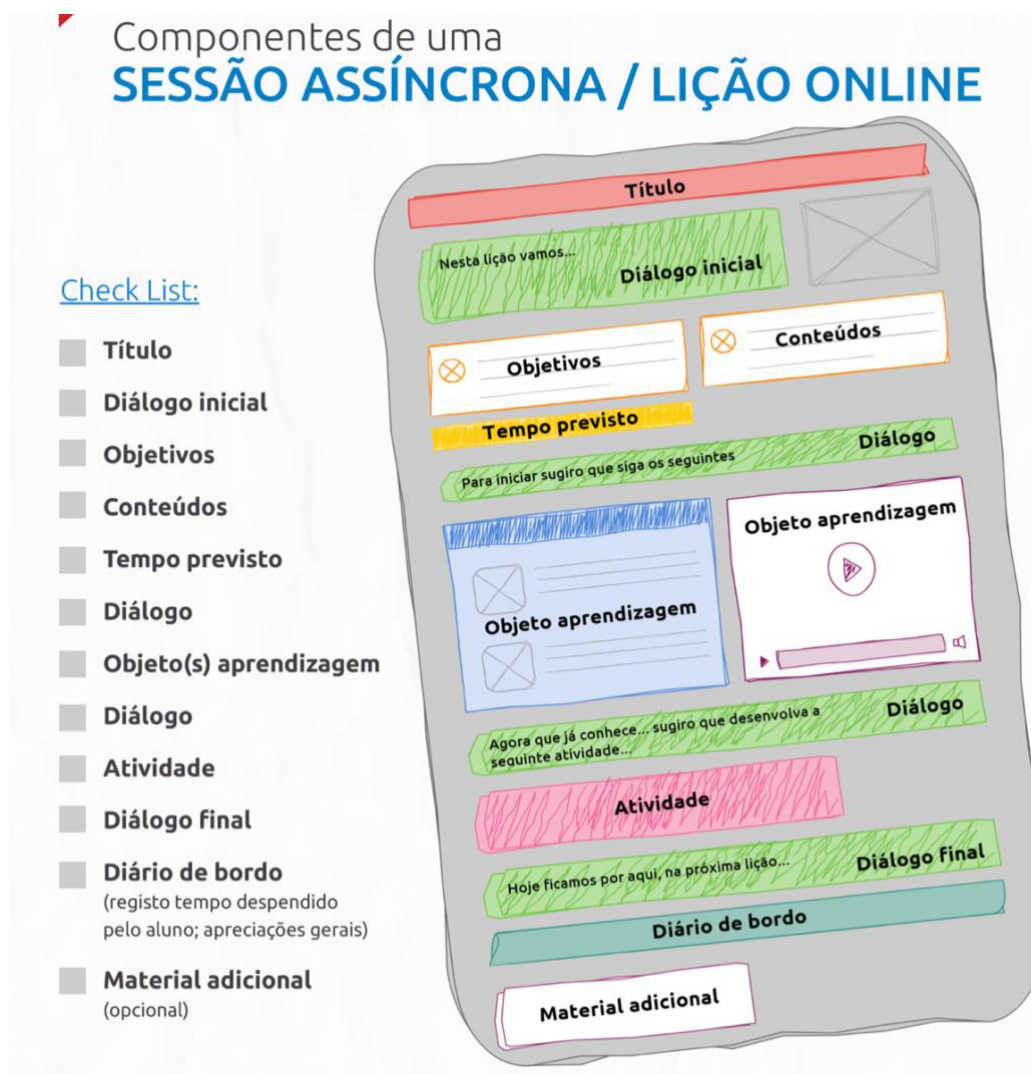 Componentes de uma
SESSÃO ASSÍNCRONA / LIÇÃO ONLINE
Check List:
Título
Diálogo inicial
Objetivos
Conteúdos
Tempo previsto
Diálogo
Objeto(s) aprendizagem
Diálogo
Atividade
Diálogo final
Diário de bordo
(registo tempo despendido
pelo aluno; apreciações gerais)
Material adicional
(opcional)
Título
Nesta lição vamos...
Diálogo inicial
Objetivos
Conteúdos
Tempo previsto
Para iniciar sugiro que siga os seguintes
Diálogo
Objeto aprendizagem
Objeto aprendizagem
Agora que já conhece... sugiro que desenvolva a
seguinte atividade...
Diálogo
Atividade
Hoje ficamos por aqui, na próxima lição...
Diálogo final
Diário de bordo
Material adicional